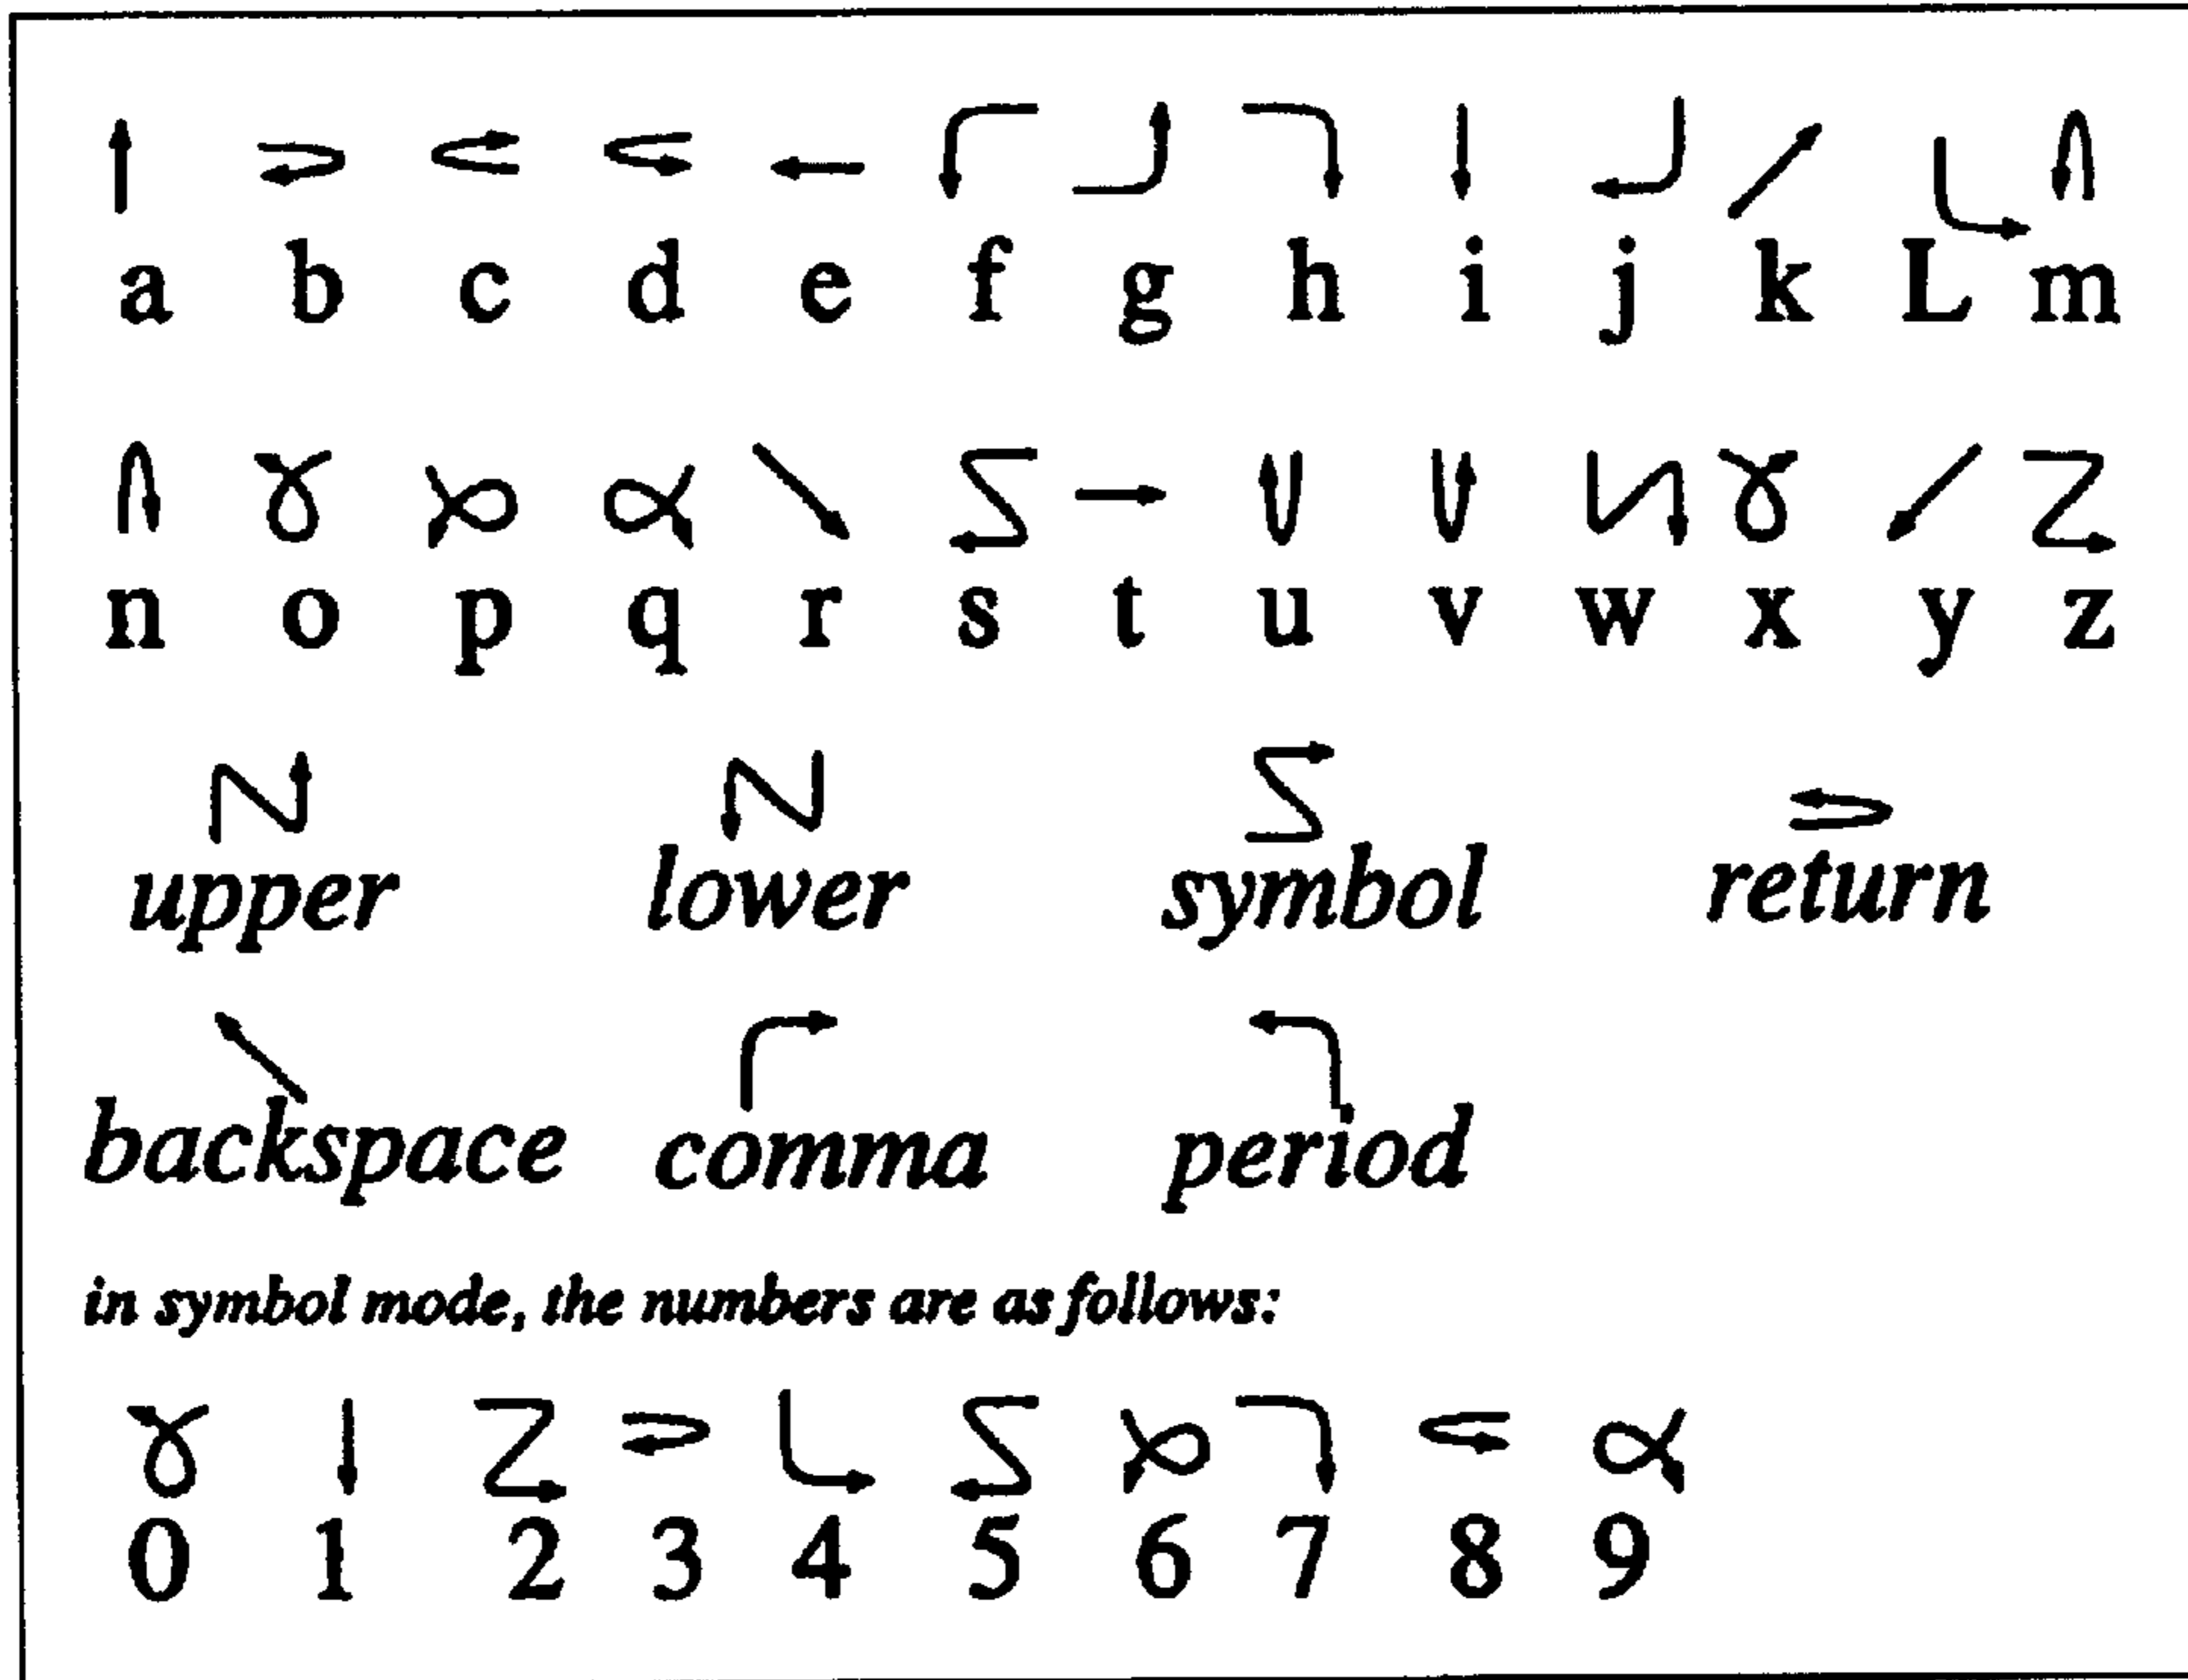 a b c d e f g h i j k L m
n o p q r s t u v w x y z
upper lower symbol return
backspace comma period
in symbol mode, the numbers are as follows:
0 1 2 3 4 5 6 7 8 9